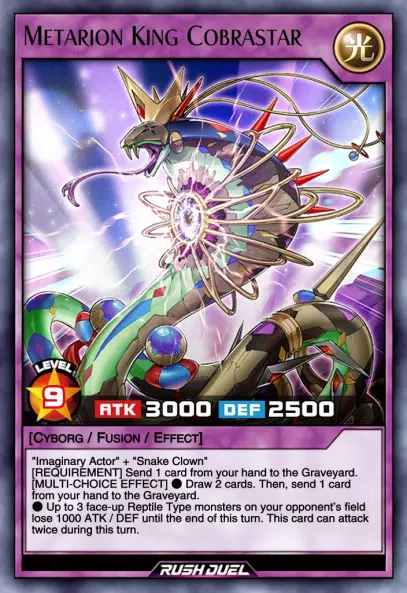 METARION KING COBRASTAR
光
LEVEL
9
ATK 3000 DEF 2500
[CYBORG / FUSION / EFFECT]
"Imaginary Actor" + "Snake Clown"
[REQUIREMENT] Send 1 card from your hand to the Graveyard.
[MULTI-CHOICE EFFECT] ● Draw 2 cards. Then, send 1 card
from your hand to the Graveyard.
● Up to 3 face-up Reptile Type monsters on your opponent's field
lose 1000 ATK / DEF until the end of this turn. This card can attack
twice during this turn.
RUSH DUEL